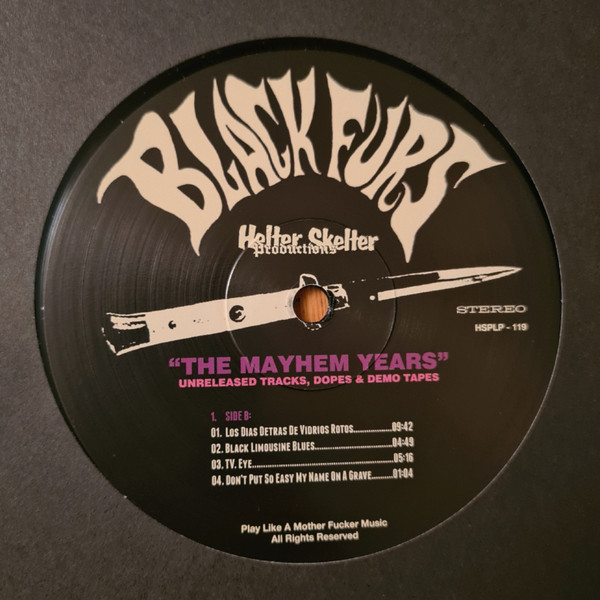 BLACK FURS
Helter Skelter
Productions
STEREO
HSPLP - 119
“THE MAYHEM YEARS”
UNRELEASED TRACKS, DOPES & DEMO TAPES
1. SIDE B:
01. Los Dias Detras De Vidrios Rotos..............09:42
02. Black Limousine Blues............................04:49
03. TV. Eye..................................................05:16
04. Don't Put So Easy My Name On A Grave........01:04
Play Like A Mother Fucker Music
All Rights Reserved